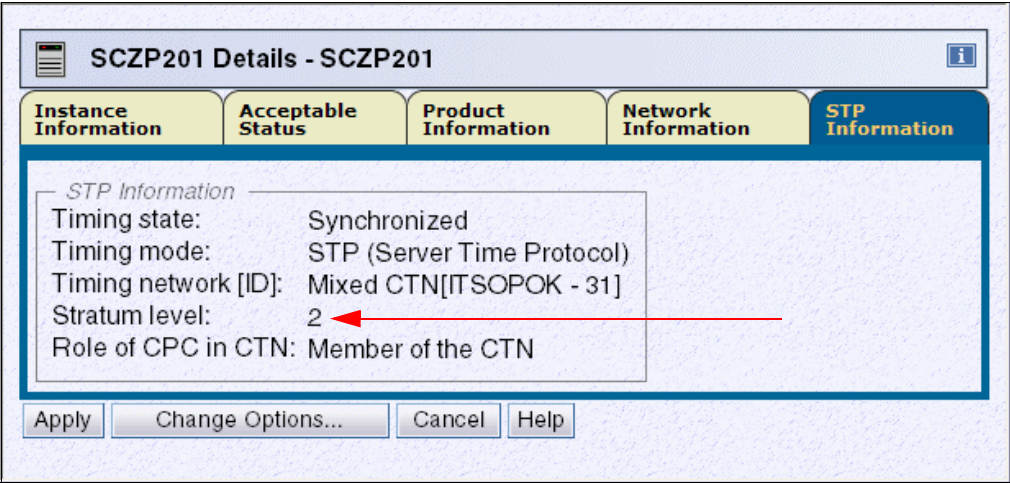 SCZP201 Details - SCZP201
i
Instance Information
Acceptable Status
Product Information
Network Information
STP Information
STP Information
Timing state: Synchronized
Timing mode: STP (Server Time Protocol)
Timing network [ID]: Mixed CTN[ITSOPOK - 31]
Stratum level: 2
Role of CPC in CTN: Member of the CTN
Apply Change Options... Cancel Help